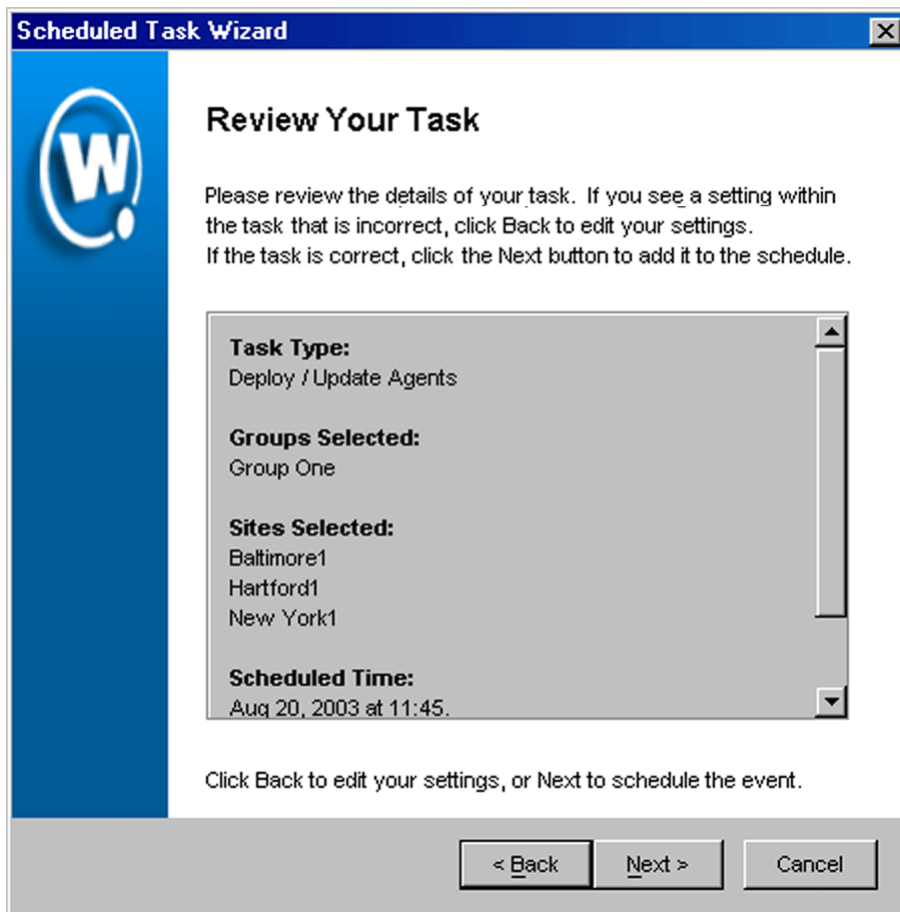 Scheduled Task Wizard
W
Review Your Task
Please review the details of your task. If you see a setting within
the task that is incorrect, click Back to edit your settings.
If the task is correct, click the Next button to add it to the schedule.
Task Type:
Deploy / Update Agents
Groups Selected:
Group One
Sites Selected:
Baltimore1
Hartford1
New York1
Scheduled Time:
Aug 20, 2003 at 11:45.
Click Back to edit your settings, or Next to schedule the event.
< Back Next > Cancel